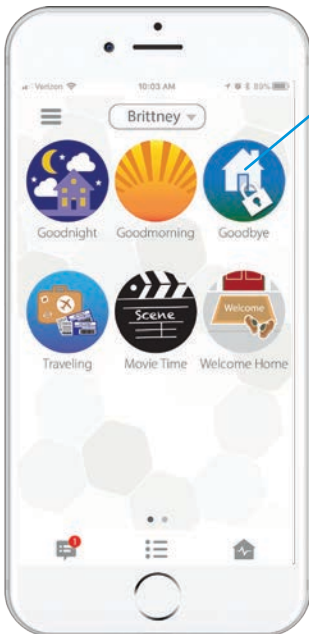 Verizon 10:03 AM 89%
Brittney
Goodnight Goodmorning Goodbye
Scene
Welcome
Traveling Movie Time Welcome Home
1